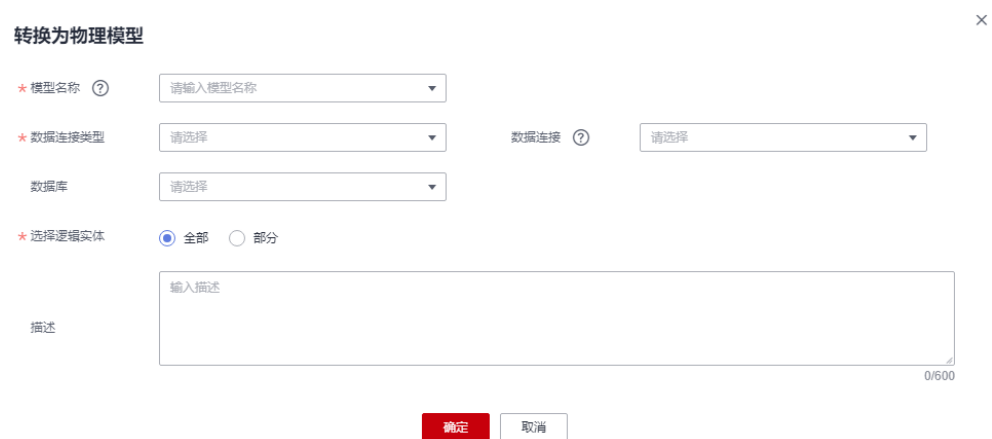 转换为物理模型
* 模型名称 ? 请输入模型名称
* 数据连接类型 请选择 数据连接 ? 请选择
数据库 请选择
* 选择逻辑实体 全部 部分
描述 输入描述
0/600
确定 取消